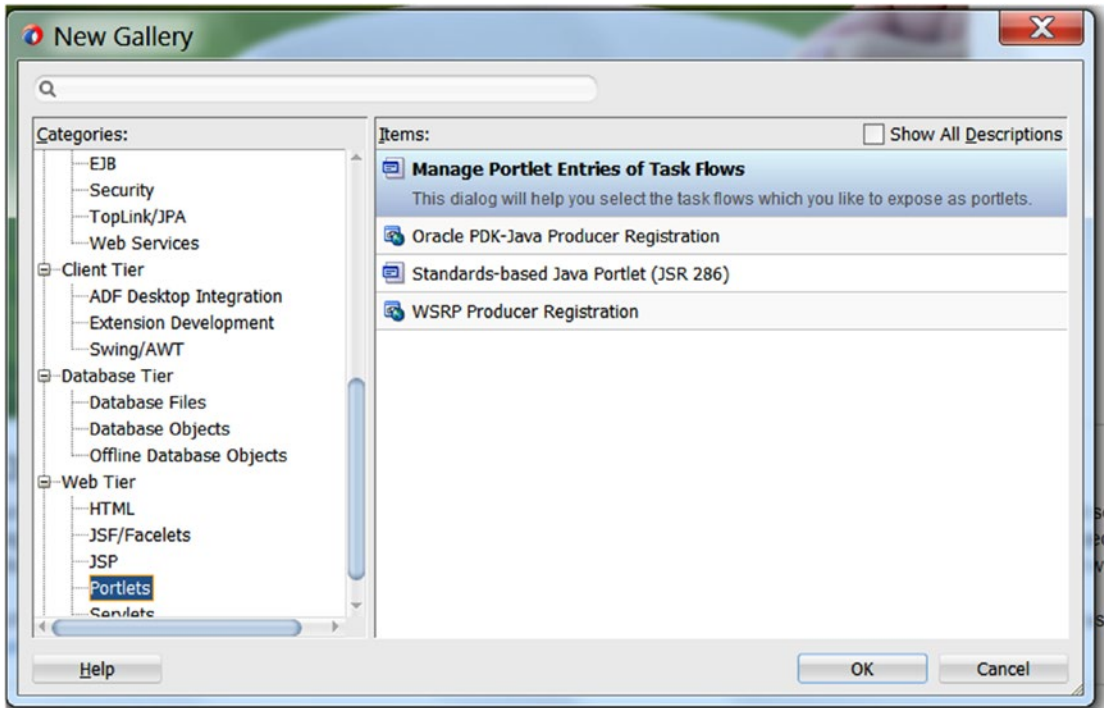 New Gallery
Categories:
EJB
Security
TopLink/JPA
Web Services
Client Tier
ADF Desktop Integration
Extension Development
Swing/AWT
Database Tier
Database Files
Database Objects
Offline Database Objects
Web Tier
HTML
JSF/Facelets
JSP
Portlets
Servlets
Items:
Show All Descriptions
Manage Portlet Entries of Task Flows
This dialog will help you select the task flows which you like to expose as portlets.
Oracle PDK-Java Producer Registration
Standards-based Java Portlet (JSR 286)
WSRP Producer Registration
Help
OK
Cancel